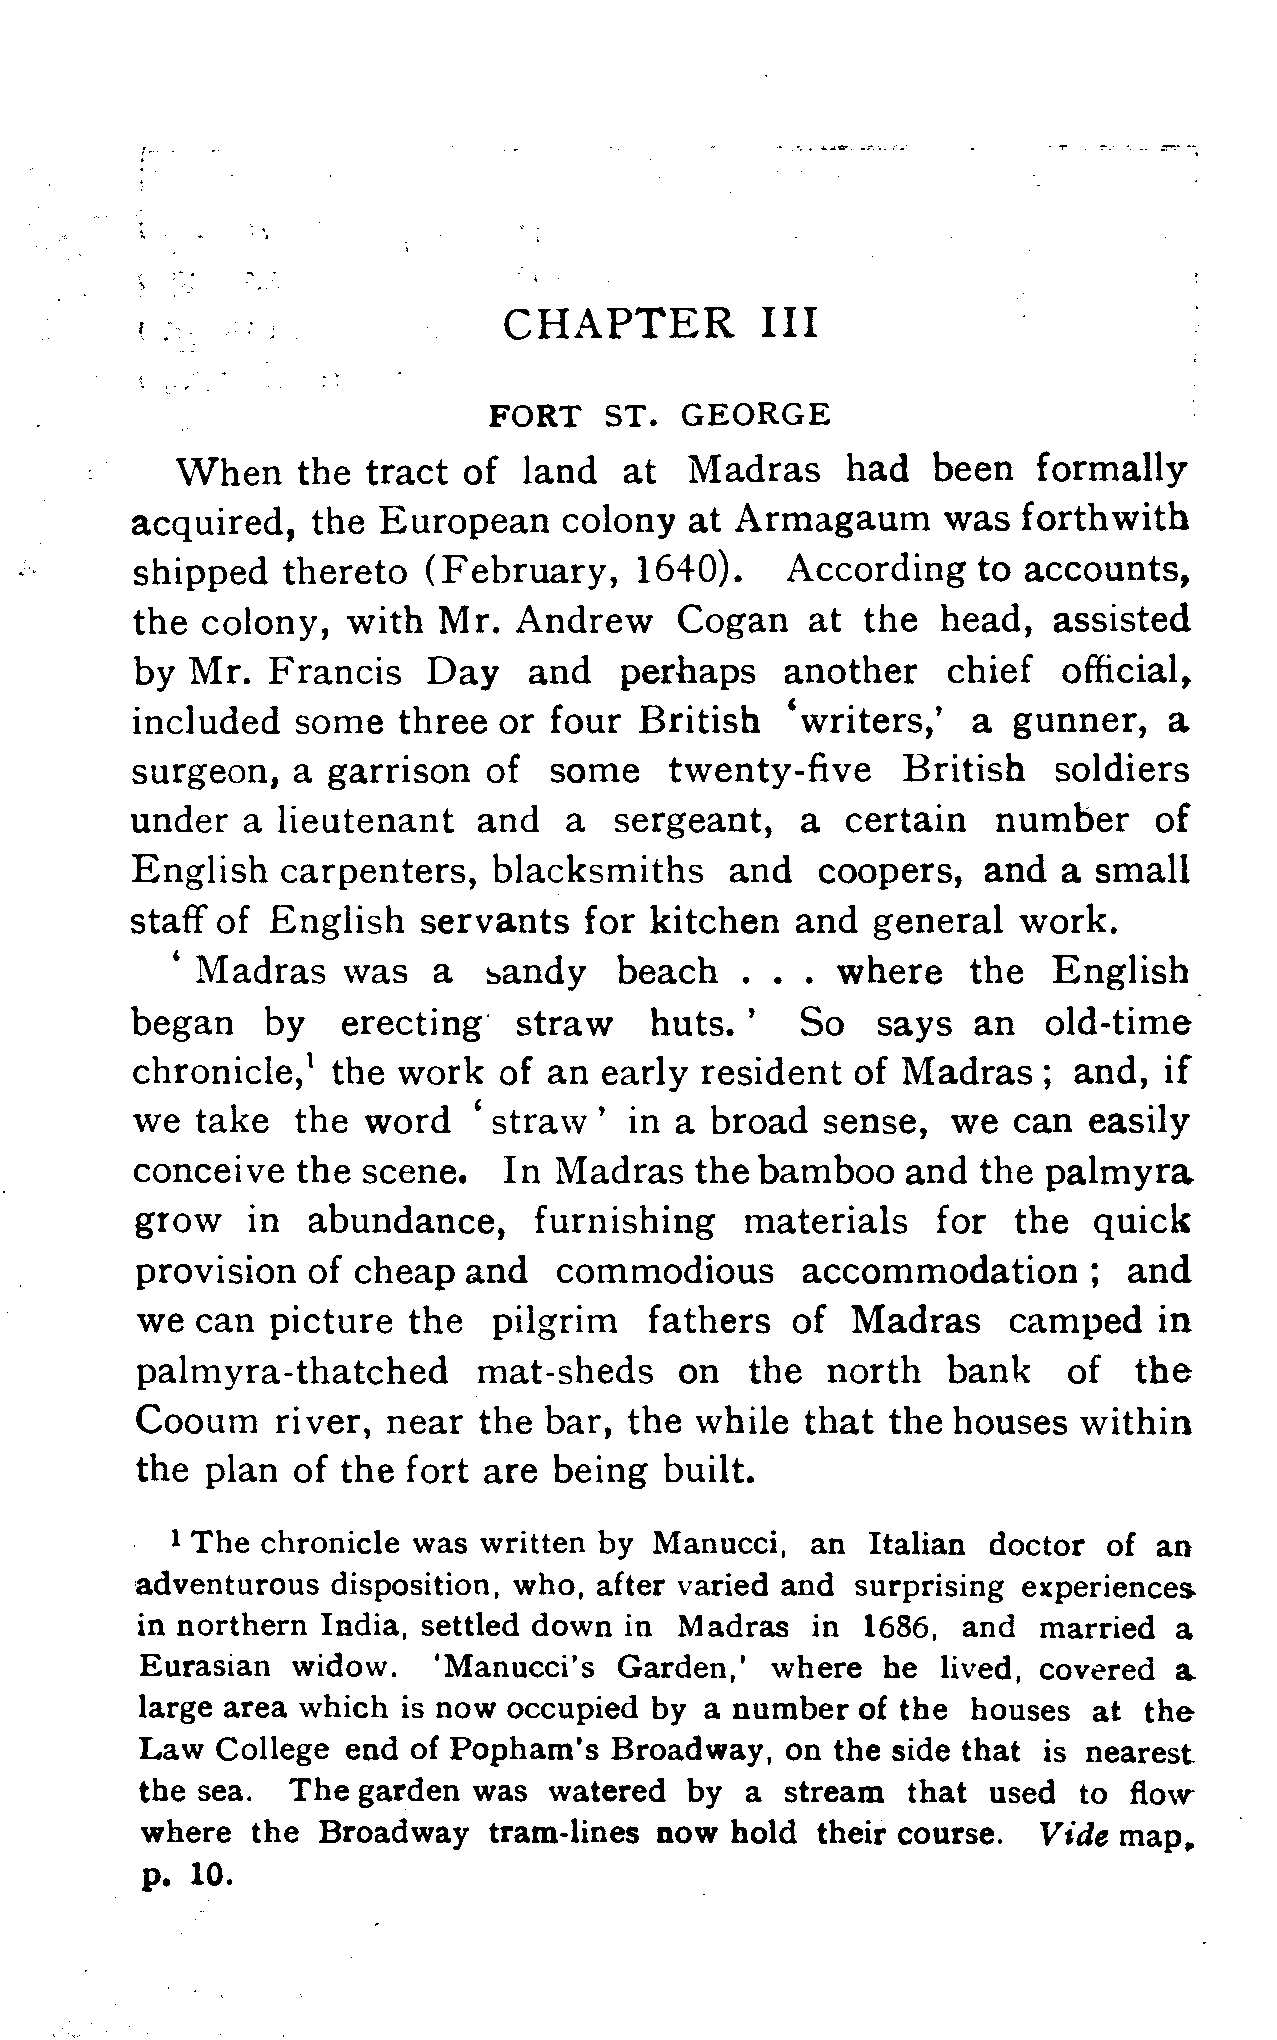 CHAPTER III
FORT ST. GEORGE
When the tract of land at Madras had been formally
acquired, the European colony at Armagaum was forthwith
shipped thereto (February, 1640). According to accounts,
the colony, with Mr. Andrew Cogan at the head, assisted
by Mr. Francis Day and perhaps another chief official,
included some three or four British ‘writers,’ a gunner, a
surgeon, a garrison of some twenty-five British soldiers
under a lieutenant and a sergeant, a certain number of
English carpenters, blacksmiths and coopers, and a small
staff of English servants for kitchen and general work.
‘ Madras was a sandy beach . . . where the English
began by erecting straw huts. ’ So says an old-time
chronicle,¹ the work of an early resident of Madras ; and, if
we take the word ‘ straw ’ in a broad sense, we can easily
conceive the scene. In Madras the bamboo and the palmyra
grow in abundance, furnishing materials for the quick
provision of cheap and commodious accommodation ; and
we can picture the pilgrim fathers of Madras camped in
palmyra-thatched mat-sheds on the north bank of the
Cooum river, near the bar, the while that the houses within
the plan of the fort are being built.
¹ The chronicle was written by Manucci, an Italian doctor of an
adventurous disposition, who, after varied and surprising experiences
in northern India, settled down in Madras in 1686, and married a
Eurasian widow. ‘Manucci's Garden,’ where he lived, covered a
large area which is now occupied by a number of the houses at the
Law College end of Popham's Broadway, on the side that is nearest
the sea. The garden was watered by a stream that used to flow
where the Broadway tram-lines now hold their course. Vide map,
p. 10.